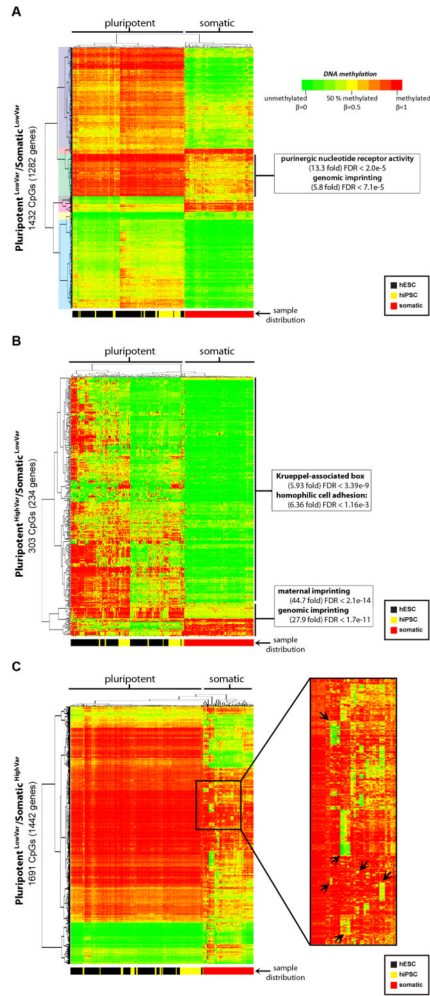 A
pluripotent somatic
DNA methylation
unmethylated 50 % methylated methylated
β=0 β=0.5 β=1
Pluripotent LowVar/Somatic LowVar
1432 CpGs (1282 genes)
purinergic nucleotide receptor activity
(13.3 fold) FDR < 2.0e-5
genomic imprinting
(5.8 fold) FDR < 7.1e-5
hESC
hiPSC
somatic
sample
distribution
B
pluripotent somatic
Pluripotent HighVar/Somatic LowVar
303 CpGs (234 genes)
Krueppel-associated box
(5.93 fold) FDR < 3.39e-9
homophilic cell adhesion:
(6.36 fold) FDR < 1.16e-3
maternal imprinting
(44.7 fold) FDR < 2.1e-14
genomic imprinting
(27.9 fold) FDR < 1.7e-11
hESC
hiPSC
somatic
sample
distribution
C
pluripotent somatic
Pluripotent LowVar/Somatic HighVar
1691 CpGs (1442 genes)
sample
distribution
hESC
hiPSC
somatic